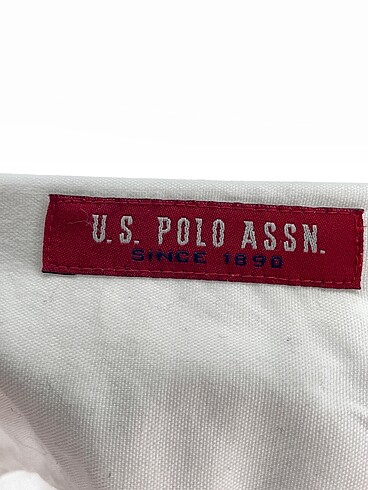 U.S. POLO ASSN.
SINCE 1890